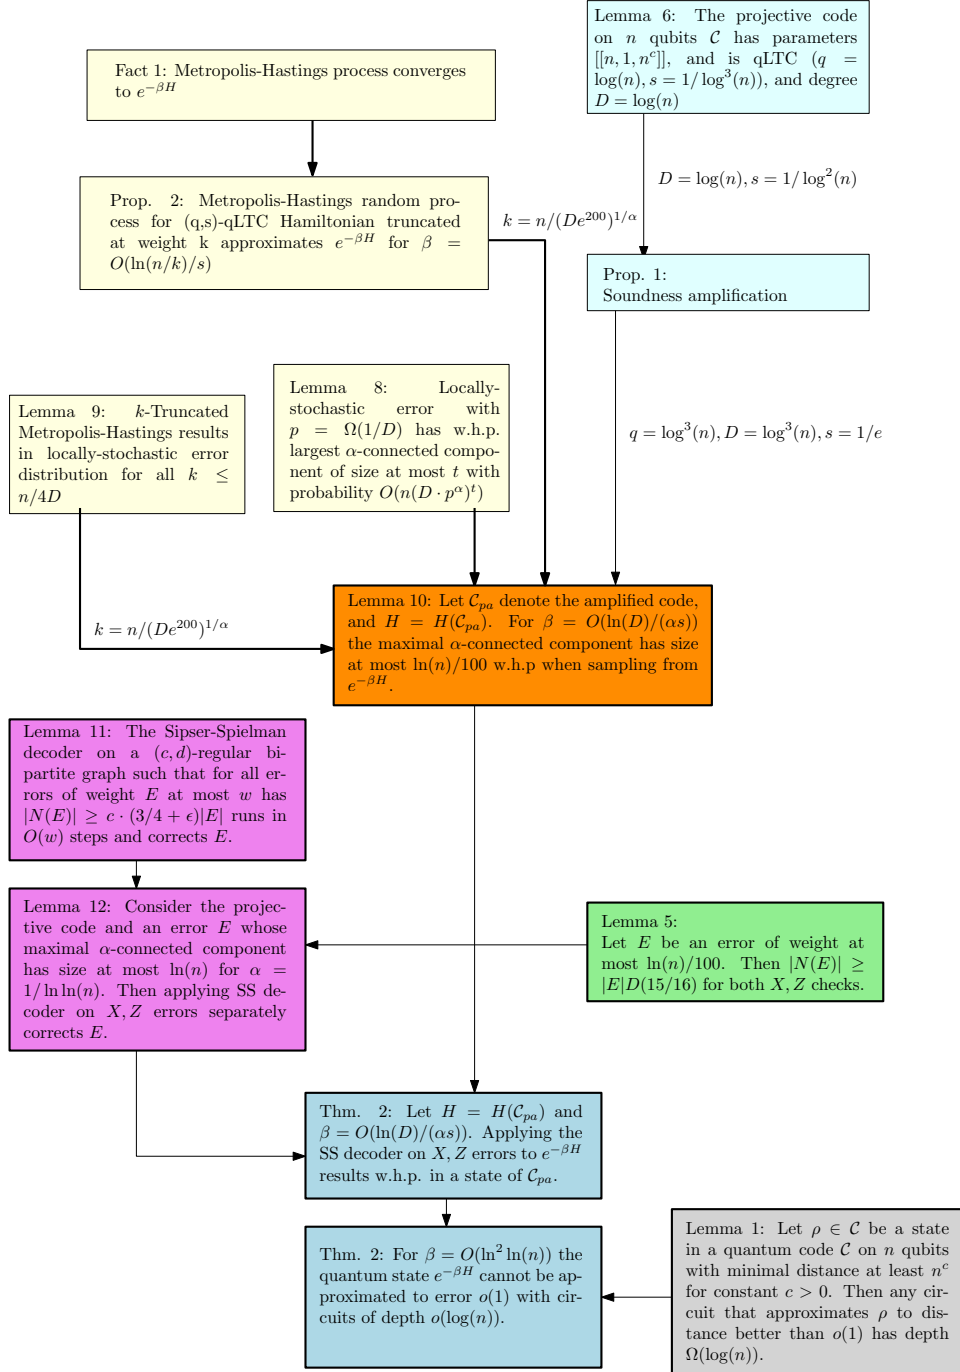 Lemma 6: The projective code
on n qubits 𝒞 has parameters
[[n, 1, n^c]], and is qLTC (q =
log(n), s = 1/ log^3(n)), and degree
D = log(n)
Fact 1: Metropolis-Hastings process converges
to e^{−βH}
D = log(n), s = 1/ log^2(n)
Prop. 2: Metropolis-Hastings random pro-
cess for (q,s)-qLTC Hamiltonian truncated
at weight k approximates e^{−βH} for β =
O(ln(n/k)/s)
k = n/(De^{200})^{1/α}
Prop. 1:
Soundness amplification
Lemma 8: Locally-
stochastic error with
p = Ω(1/D) has w.h.p.
largest α-connected compo-
nent of size at most t with
probability O(n(D · p^α)^t)
Lemma 9: k-Truncated
Metropolis-Hastings results
in locally-stochastic error
distribution for all k ≤
n/4D
q = log^3(n), D = log^3(n), s = 1/e
Lemma 10: Let 𝒞_{pa} denote the amplified code,
and H = H(𝒞_{pa}). For β = O(ln(D)/(αs))
the maximal α-connected component has size
at most ln(n)/100 w.h.p when sampling from
e^{−βH}.
k = n/(De^{200})^{1/α}
Lemma 11: The Sipser-Spielman
decoder on a (c, d)-regular bi-
partite graph such that for all er-
rors of weight E at most w has
|N(E)| ≥ c · (3/4 + ϵ)|E| runs in
O(w) steps and corrects E.
Lemma 12: Consider the projec-
tive code and an error E whose
maximal α-connected component
has size at most ln(n) for α =
1/ ln ln(n). Then applying SS de-
coder on X, Z errors separately
corrects E.
Lemma 5:
Let E be an error of weight at
most ln(n)/100. Then |N(E)| ≥
|E|D(15/16) for both X, Z checks.
Thm. 2: Let H = H(𝒞_{pa}) and
β = O(ln(D)/(αs)). Applying the
SS decoder on X, Z errors to e^{−βH}
results w.h.p. in a state of 𝒞_{pa}.
Thm. 2: For β = O(ln^2 ln(n)) the
quantum state e^{−βH} cannot be ap-
proximated to error o(1) with cir-
cuits of depth o(log(n)).
Lemma 1: Let ρ ∈ 𝒞 be a state
in a quantum code 𝒞 on n qubits
with minimal distance at least n^c
for constant c > 0. Then any cir-
cuit that approximates ρ to dis-
tance better than o(1) has depth
Ω(log(n)).